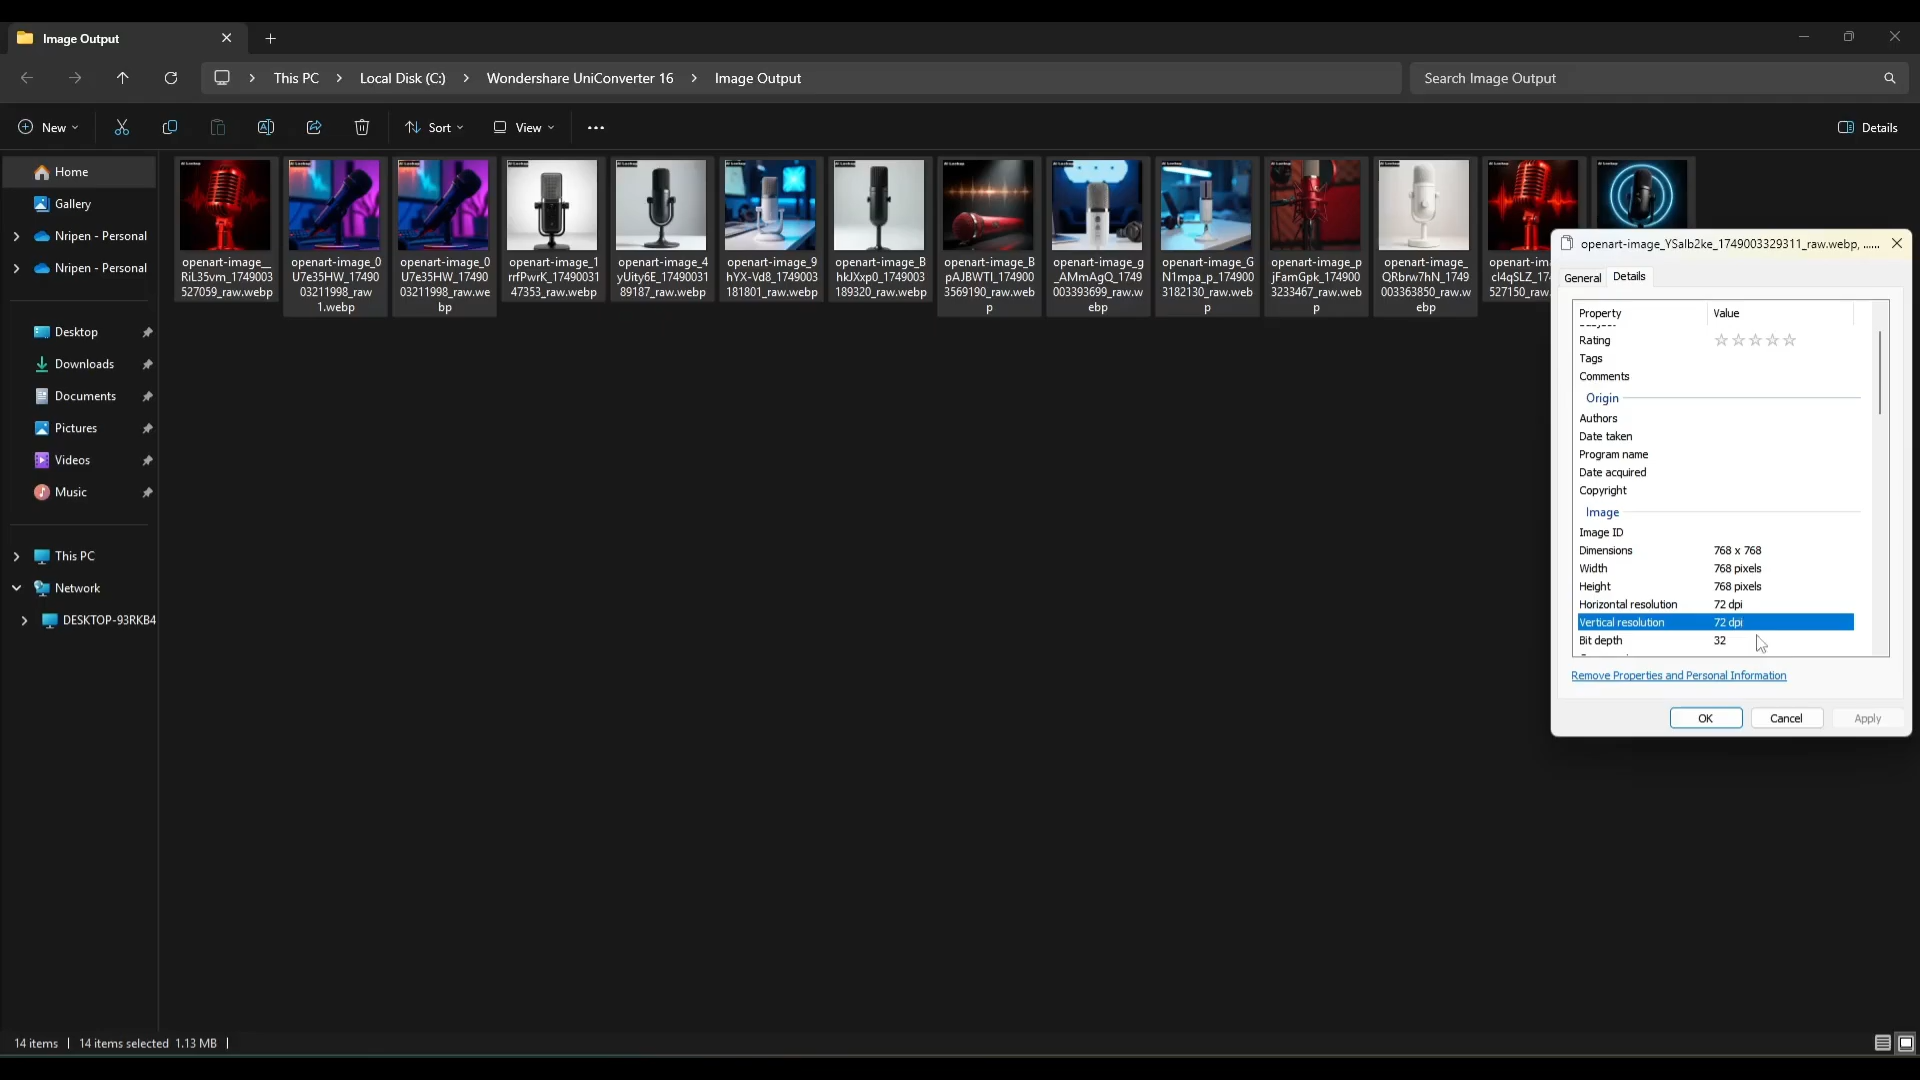 Image Output
This PC
Local Disk (C:)
Wondershare UniConverter 16
Image Output
Search Image Output
New
Sort
View
Details
Home
Gallery
Nripen - Personal
Nripen - Personal
Desktop
Downloads
Documents
Pictures
Videos
Music
This PC
Network
DESKTOP-93RKB4
openart-image__
RiL35vm_1749003
527059_raw.webp
openart-image_0
U7e35HW_17490
03211998_raw
1.webp
openart-image_0
U7e35HW_17490
03211998_raw.we
bp
openart-image_1
rrfPwrK_17490031
47353_raw.webp
openart-image_4
yUity6E_17490031
89187_raw.webp
openart-image_9
hYX-Vd8_1749003
181801_raw.webp
openart-image_B
hkJXxp0_1749003
189320_raw.webp
openart-image_B
pAJBWTI_174900
3569190_raw.web
p
openart-image_g
_AMmAgQ_1749
003393699_raw.w
ebp
openart-image_G
N1mpa_p_174900
3182130_raw.web
p
openart-image_p
jFamGpk_174900
3233467_raw.web
p
openart-image_
QRbrw7hN_1749
003363850_raw.w
ebp
openart-im
cl4qSLZ_17
527150_raw.
openart-image_YSalb2ke_1749003329311_raw.webp, ......
General
Details
Property Value
Rating
Tags
Comments
Origin
Authors
Date taken
Program name
Date acquired
Copyright
Image
Image ID
Dimensions 768 x 768
Width 768 pixels
Height 768 pixels
Horizontal resolution 72 dpi
Vertical resolution 72 dpi
Bit depth 32
Remove Properties and Personal Information
OK
Cancel
Apply
14 items
14 items selected 1.13 MB